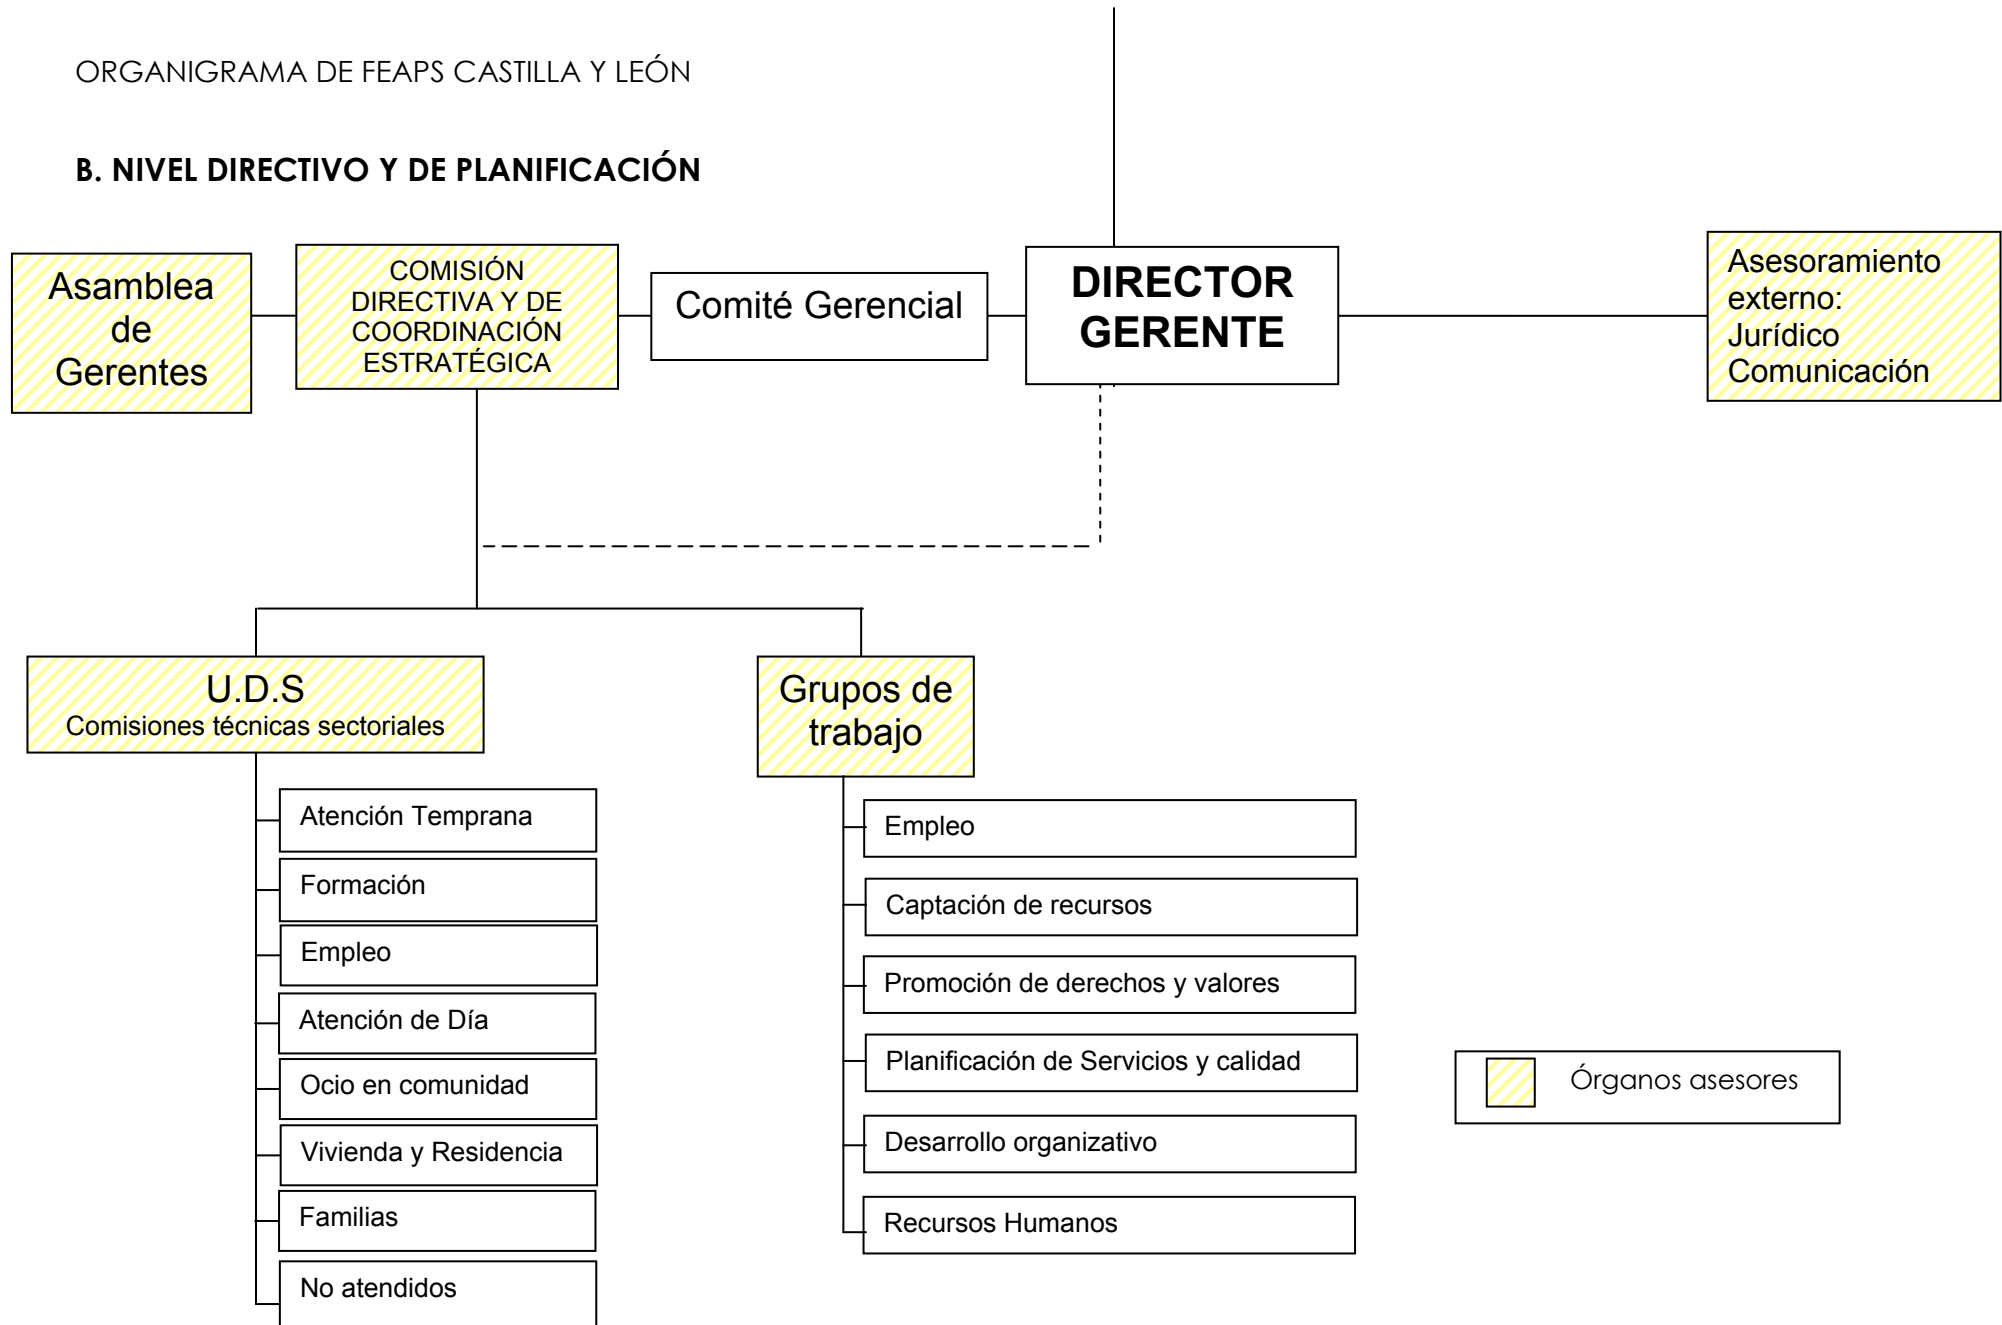 ORGANIGRAMA DE FEAPS CASTILLA Y LEÓN
B. NIVEL DIRECTIVO Y DE PLANIFICACIÓN
Asamblea
de
Gerentes
COMISIÓN
DIRECTIVA Y DE
COORDINACIÓN
ESTRATÉGICA
Comité Gerencial
DIRECTOR
GERENTE
Asesoramiento
externo:
Jurídico
Comunicación
U.D.S
Comisiones técnicas sectoriales
Atención Temprana
Formación
Empleo
Atención de Día
Ocio en comunidad
Vivienda y Residencia
Familias
No atendidos
Grupos de
trabajo
Empleo
Captación de recursos
Promoción de derechos y valores
Planificación de Servicios y calidad
Desarrollo organizativo
Recursos Humanos
Órganos asesores